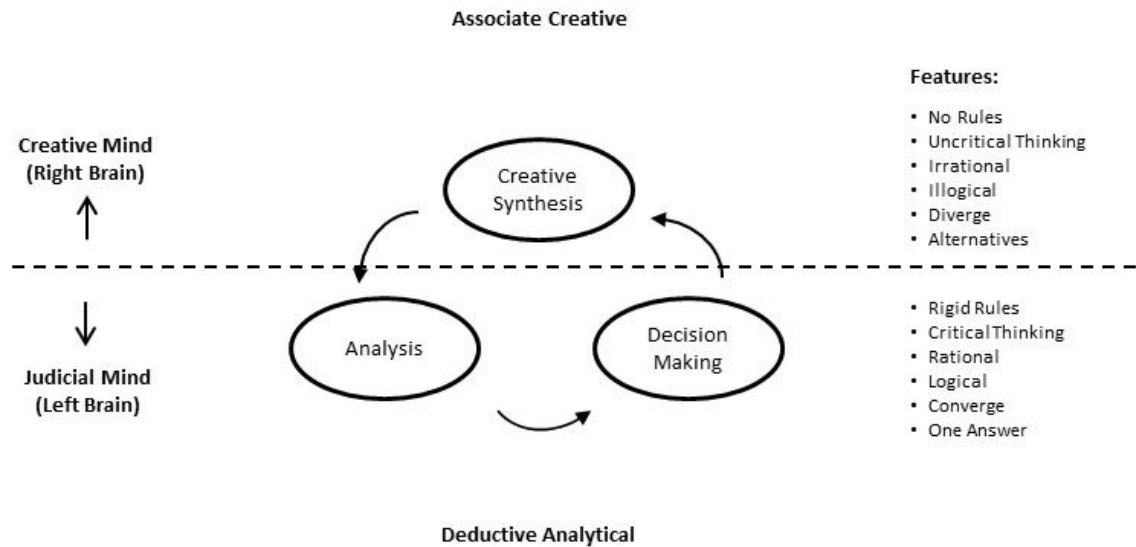 Associate Creative
Features:
• No Rules
• Uncritical Thinking
• Irrational
• Illogical
• Diverge
• Alternatives
Creative Mind
(Right Brain)
Creative
Synthesis
Analysis
Decision
Making
Judicial Mind
(Left Brain)
• Rigid Rules
• Critical Thinking
• Rational
• Logical
• Converge
• One Answer
Deductive Analytical